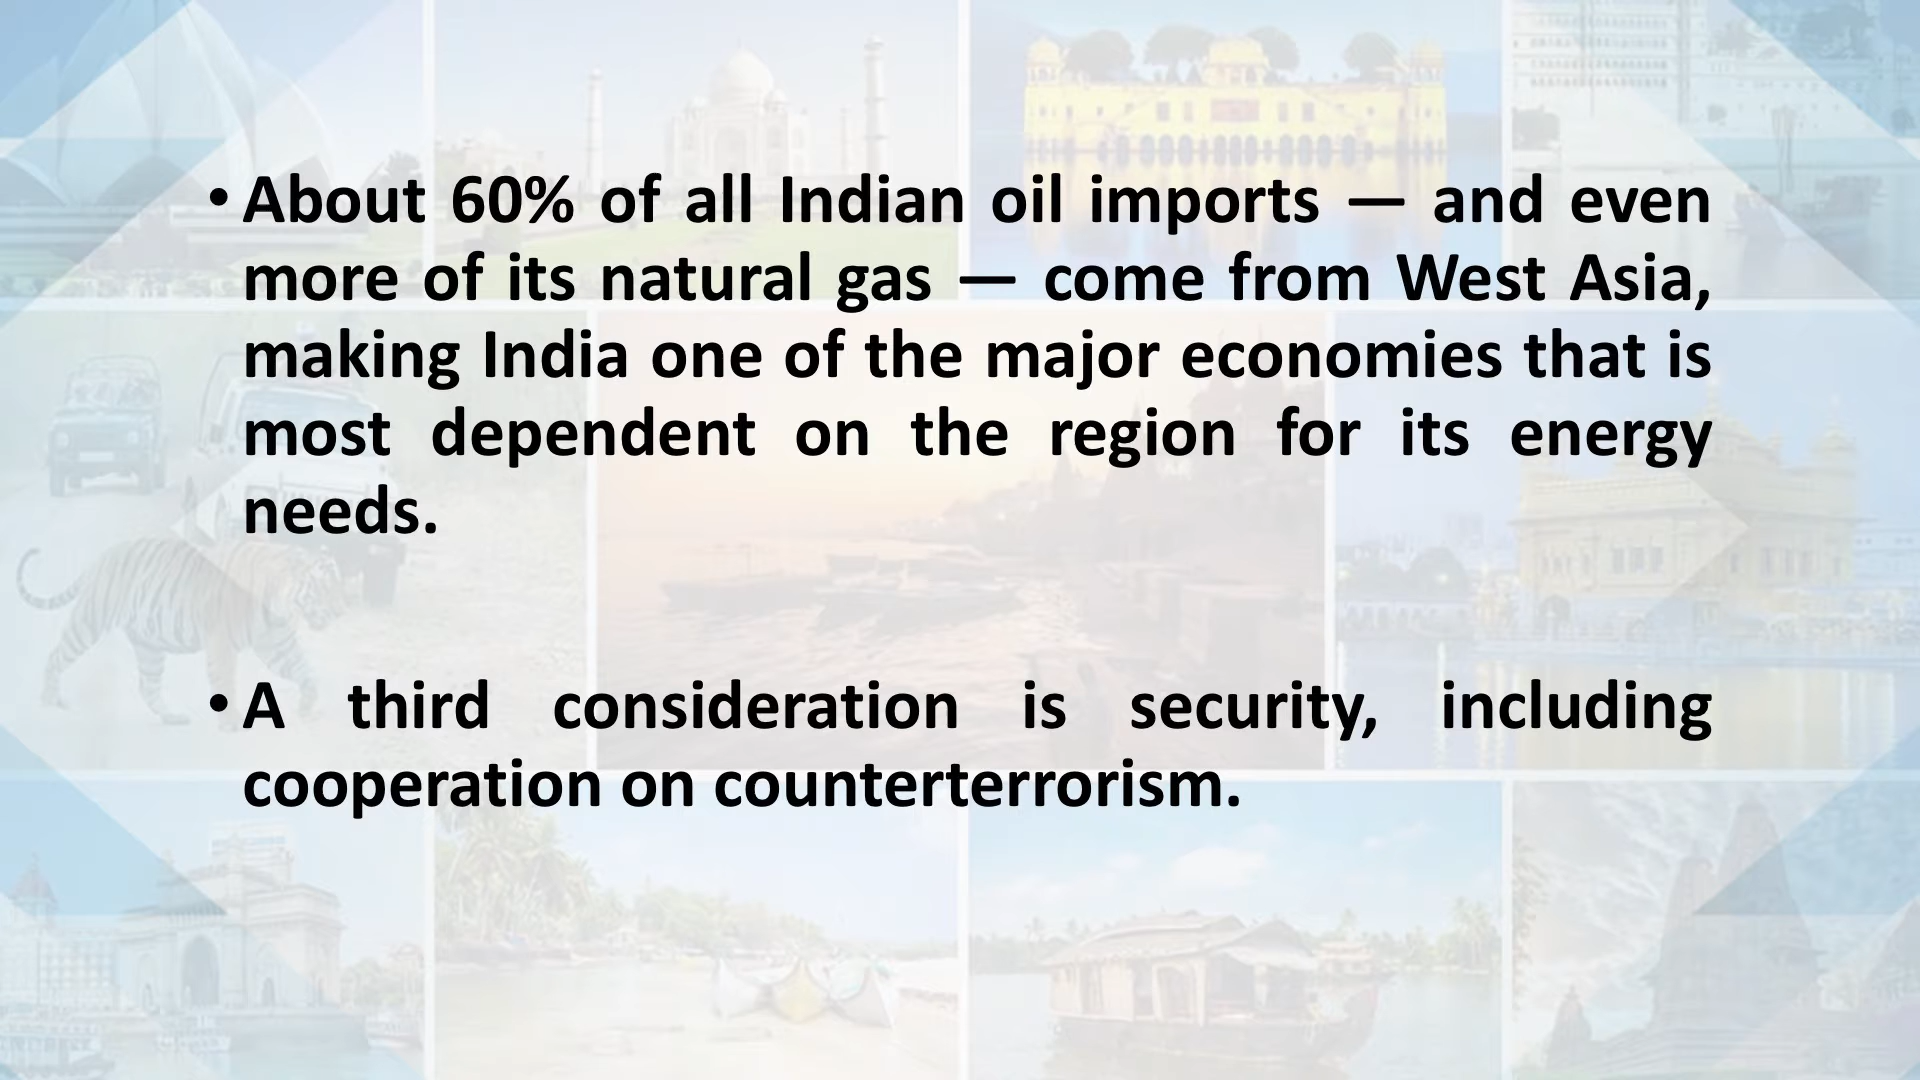 • About 60% of all Indian oil imports — and even
more of its natural gas — come from West Asia,
making India one of the major economies that is
most dependent on the region for its energy
needs.
• A third consideration is security, including
cooperation on counterterrorism.